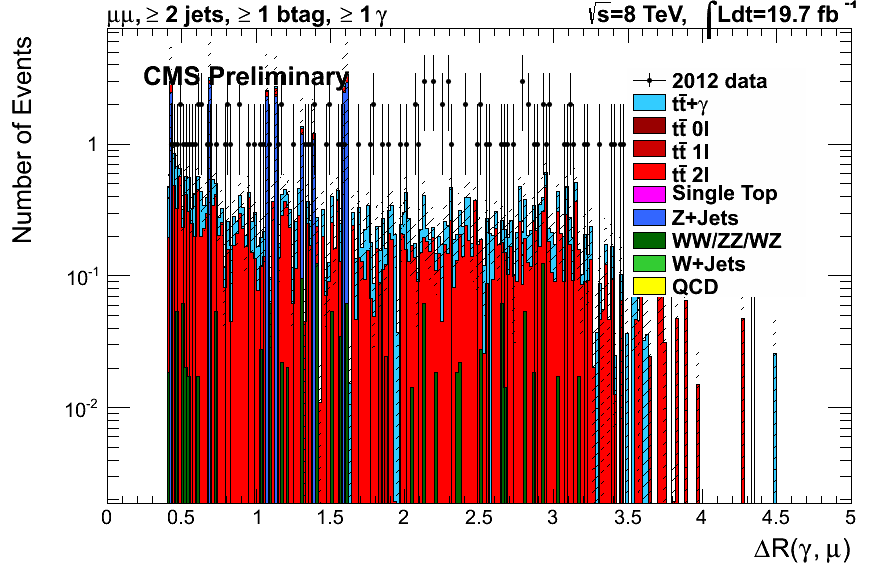 μμ, ≥ 2 jets, ≥ 1 btag, ≥ 1 γ
√s=8 TeV, ∫Ldt=19.7 fb⁻¹
CMS Preliminary
2012 data
tt̄+γ
tt̄ 0l
tt̄ 1l
tt̄ 2l
Single Top
Z+Jets
WW/ZZ/WZ
W+Jets
QCD
Number of Events
1
10⁻¹
10⁻²
0 0.5 1 1.5 2 2.5 3 3.5 4 4.5 5
ΔR(γ, μ)